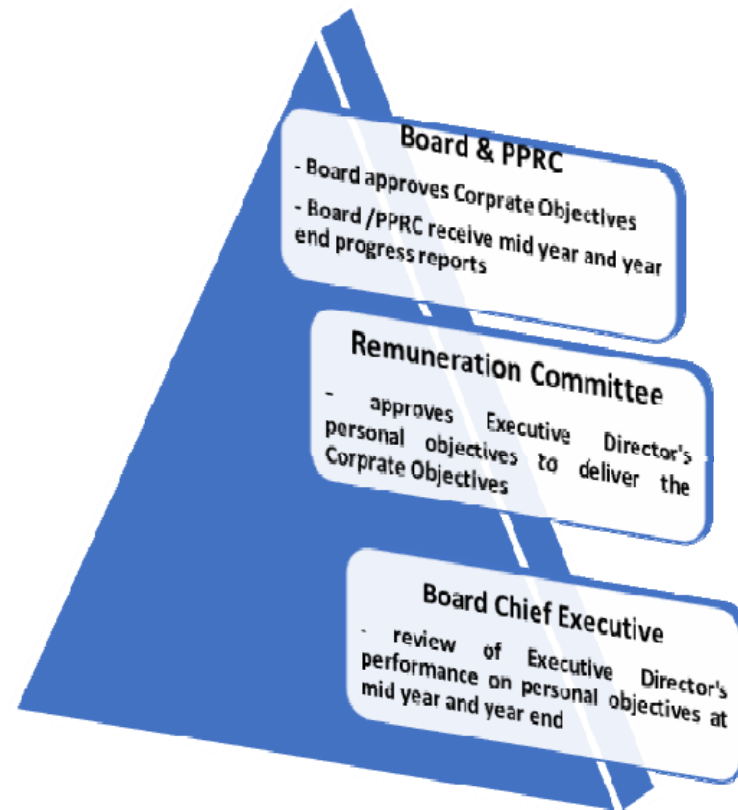 Board & PPRC
- Board approves Corprate Objectives
- Board /PPRC receive mid year and year
end progress reports
Remuneration Committee
- approves Executive Director's
personal objectives to deliver the
Corprate Objectives
Board Chief Executive
- review of Executive Director's
performance on personal objectives at
mid year and year end